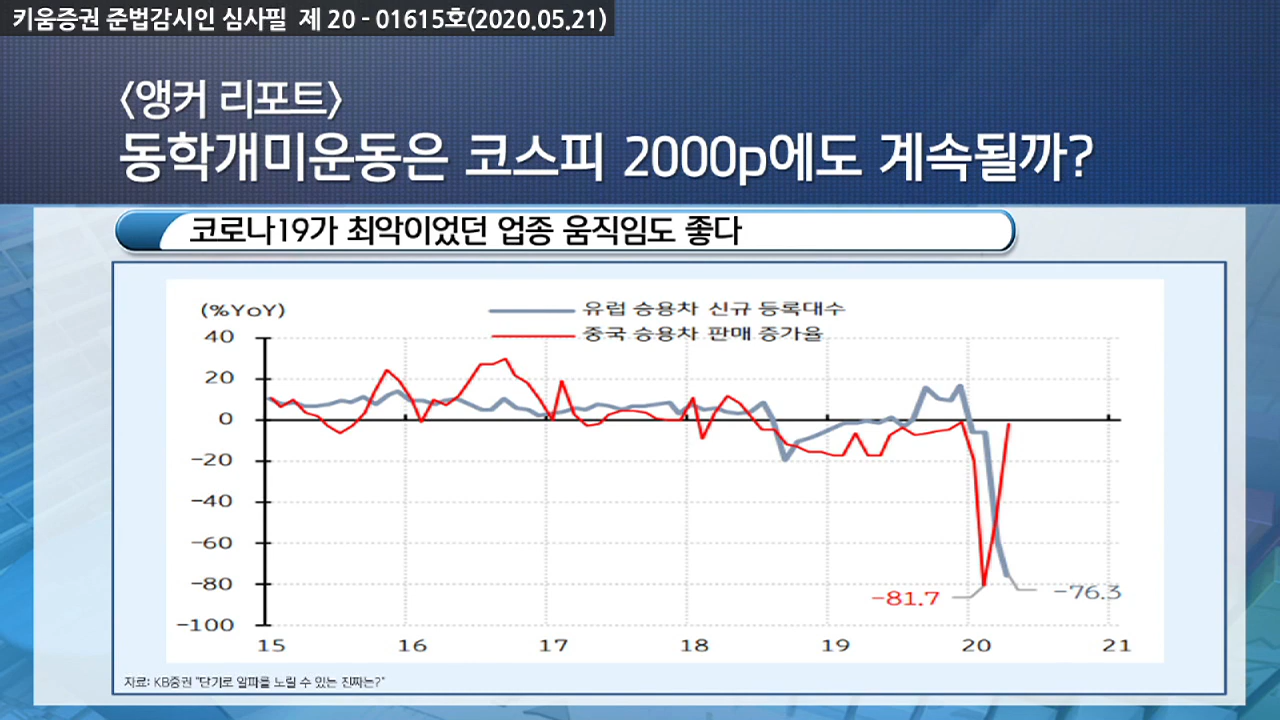 키움증권 준법감시인 심사필 제 20 - 01615호(2020.05.21)
〈앵커 리포트〉
동학개미운동은 코스피 2000p에도 계속될까?
코로나19가 최악이었던 업종 움직임도 좋다
(%YoY)
유럽 승용차 신규 등록대수
중국 승용차 판매 증가율
40
20
0
-20
-40
-60
-80
-100
-81.7
-76.3
15 16 17 18 19 20 21
자료: KB증권 "단기로 알파를 노릴 수 있는 진짜는?"